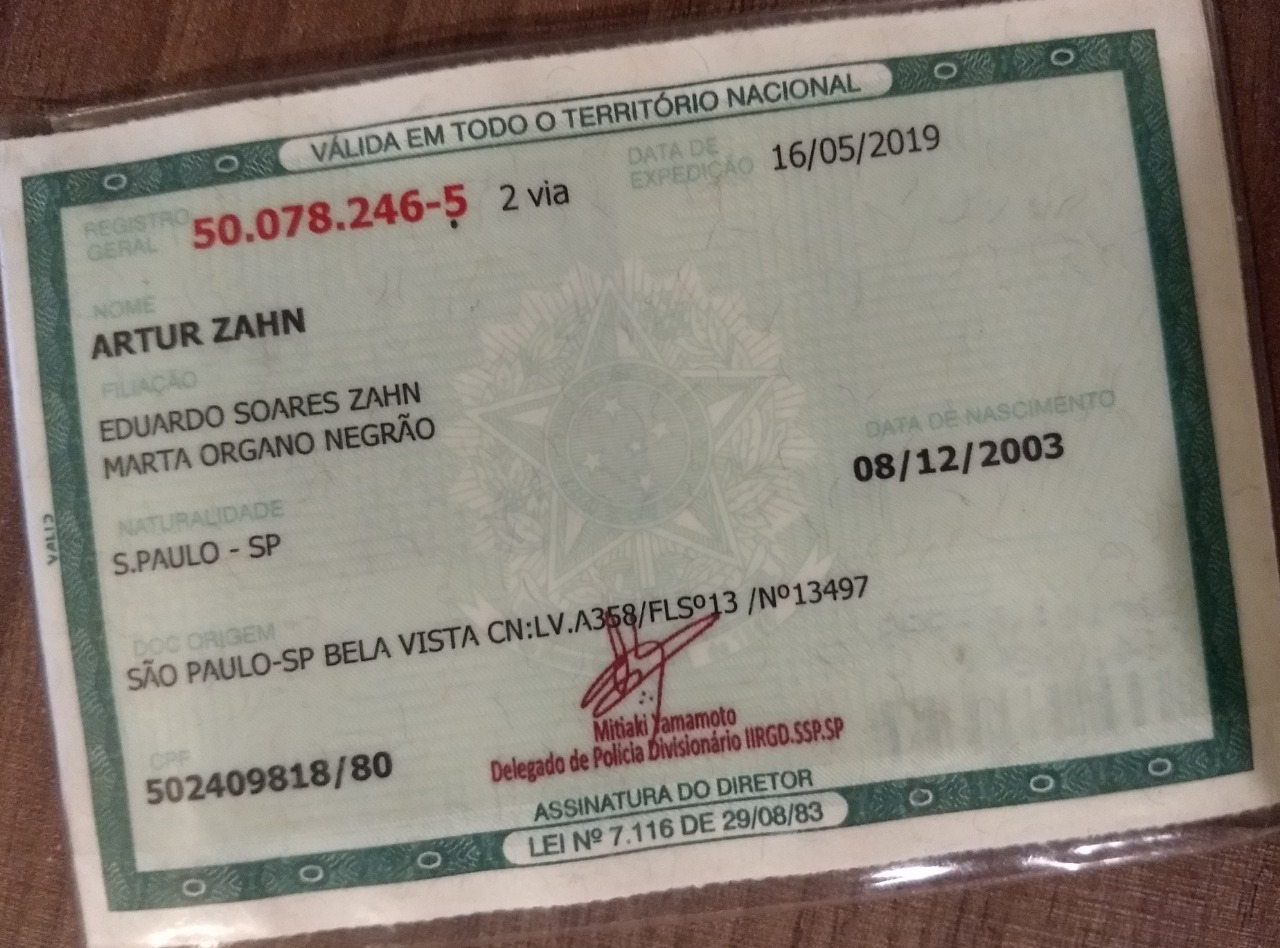 VÁLIDA EM TODO O TERRITÓRIO NACIONAL
REGISTRO GERAL 50.078.246-5 2 via DATA DE EXPEDIÇÃO 16/05/2019
NOME
ARTUR ZAHN
FILIAÇÃO
EDUARDO SOARES ZAHN
MARTA ORGANO NEGRÃO
NATURALIDADE
S.PAULO - SP
DATA DE NASCIMENTO
08/12/2003
DOC ORIGEM
SÃO PAULO-SP BELA VISTA CN:LV.A358/FLSº13 /Nº13497
CPF
502409818/80
Mitiaki Yamamoto
Delegado de Polícia Divisionário IIRGD.SSP.SP
ASSINATURA DO DIRETOR
LEI Nº 7.116 DE 29/08/83